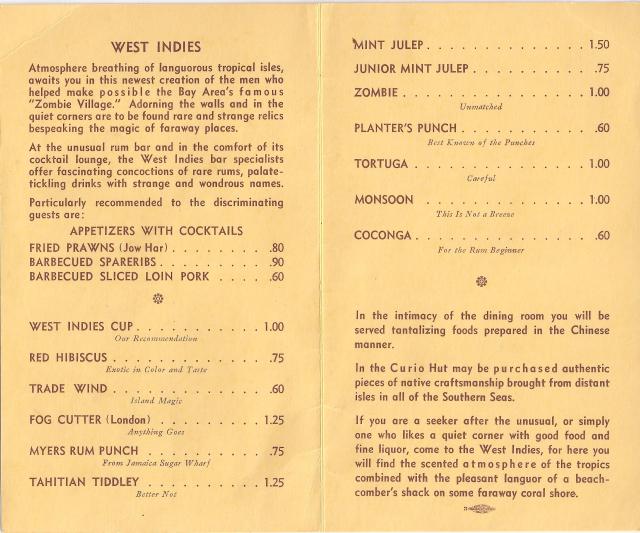 WEST INDIES
Atmosphere breathing of languorous tropical isles,
awaits you in this newest creation of the men who
helped make possible the Bay Area's famous
"Zombie Village." Adorning the walls and in the
quiet corners are to be found rare and strange relics
bespeaking the magic of faraway places.
At the unusual rum bar and in the comfort of its
cocktail lounge, the West Indies bar specialists
offer fascinating concoctions of rare rums, palate-
tickling drinks with strange and wondrous names.
Particularly recommended to the discriminating
guests are:
APPETIZERS WITH COCKTAILS
FRIED PRAWNS (Jow Har) . . . . . . . . .80
BARBECUED SPARERIBS . . . . . . . . . .90
BARBECUED SLICED LOIN PORK . . . . . .60
WEST INDIES CUP . . . . . . . . . . 1.00
Our Recommendation
RED HIBISCUS . . . . . . . . . . . . .75
Exotic in Color and Taste
TRADE WIND . . . . . . . . . . . . .60
Island Magic
FOG CUTTER (London) . . . . . . . . 1.25
Anything Goes
MYERS RUM PUNCH . . . . . . . . . .75
From Jamaica Sugar Wharf
TAHITIAN TIDDLEY . . . . . . . . . . 1.25
Better Not
MINT JULEP . . . . . . . . . . . . . 1.50
JUNIOR MINT JULEP . . . . . . . . . .75
ZOMBIE . . . . . . . . . . . . . . . 1.00
Unmatched
PLANTER'S PUNCH . . . . . . . . . . .60
Best Known of the Punches
TORTUGA . . . . . . . . . . . . . . 1.00
Careful
MONSOON . . . . . . . . . . . . . . 1.00
This Is Not a Breeze
COCONGA . . . . . . . . . . . . . . .60
For the Rum Beginner
In the intimacy of the dining room you will be
served tantalizing foods prepared in the Chinese
manner.
In the Curio Hut may be purchased authentic
pieces of native craftsmanship brought from distant
isles in all of the Southern Seas.
If you are a seeker after the unusual, or simply
one who likes a quiet corner with good food and
fine liquor, come to the West Indies, for here you
will find the scented atmosphere of the tropics
combined with the pleasant languor of a beach-
comber's shack on some faraway coral shore.